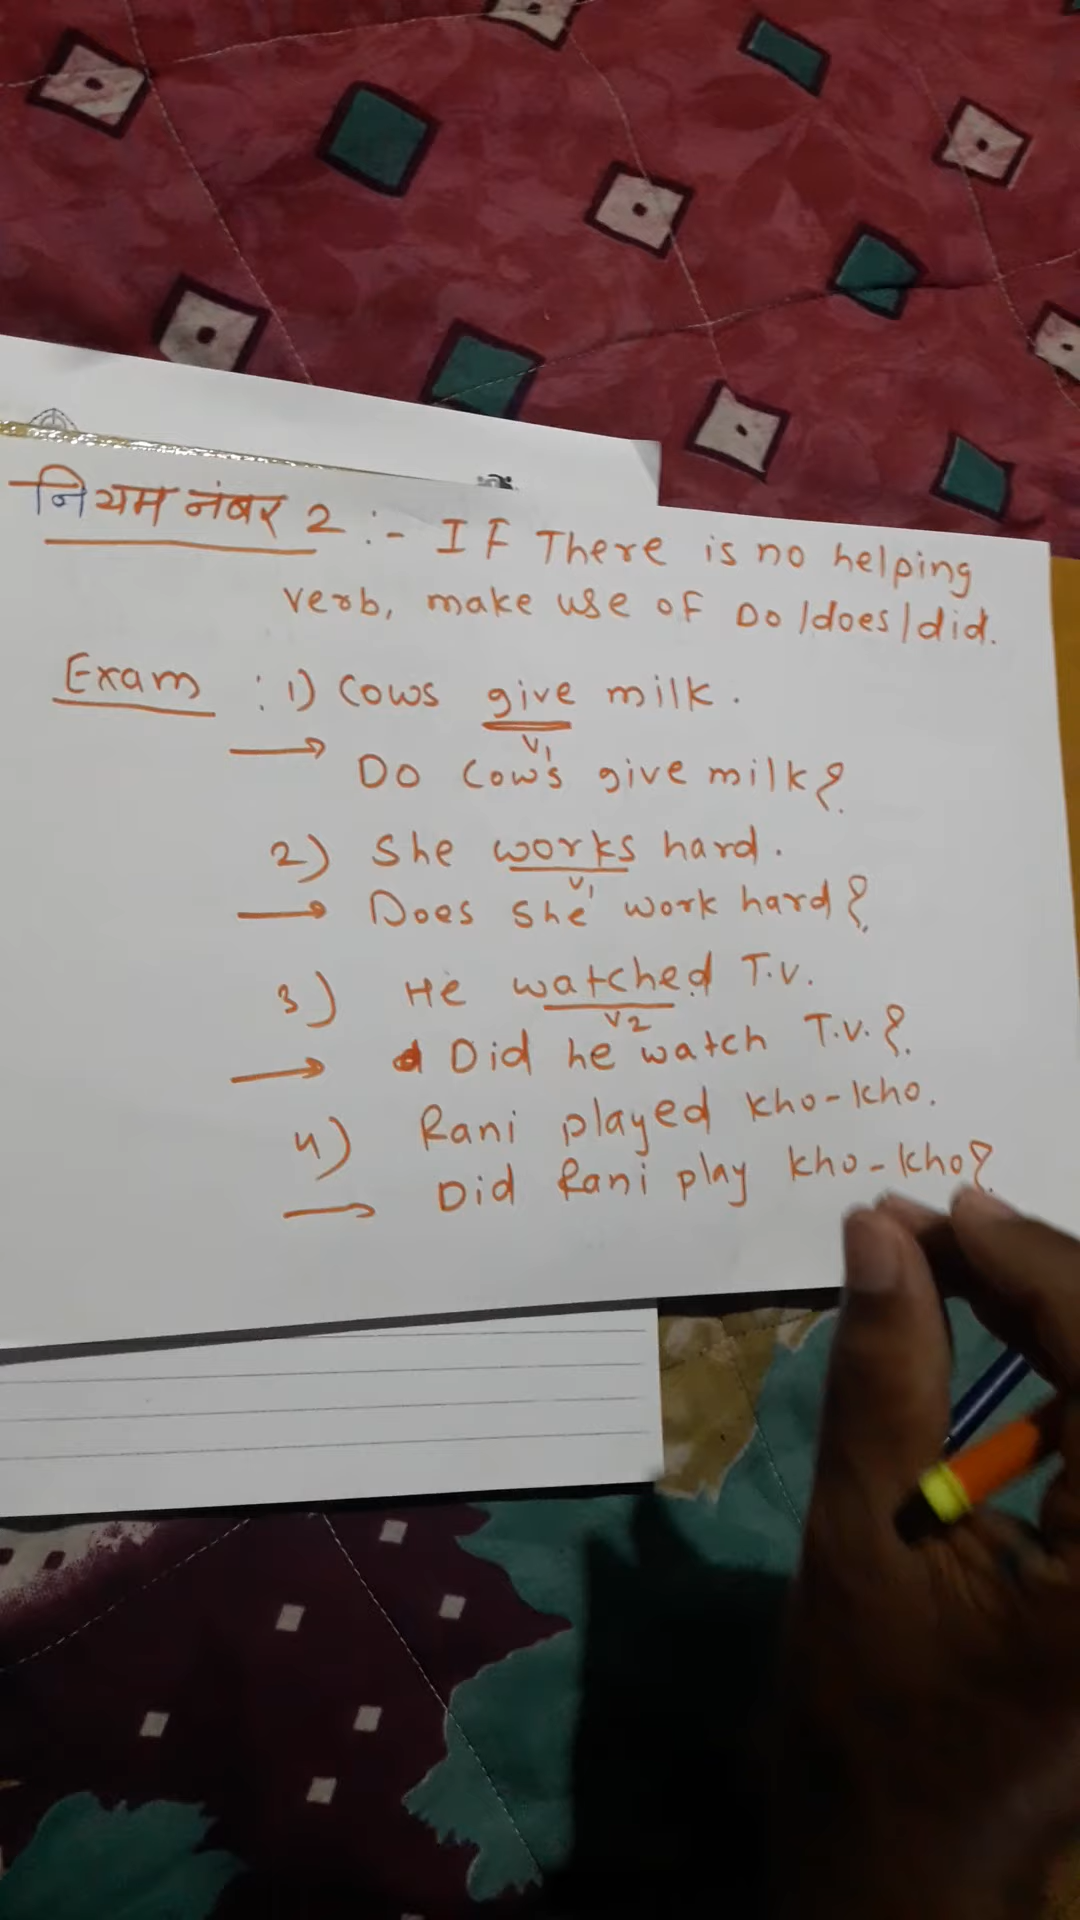 नियम नंबर 2 :- IF There is no helping
verb, make use of Do/does/did.
Exam : 1) Cows give milk.
V1
Do Cows give milk?
2) She works hard.
V1
Does She work hard?
3) He watched T.V.
V2
Did he watch T.V.?
4) Rani played kho-kho.
Did Rani play kho-kho?